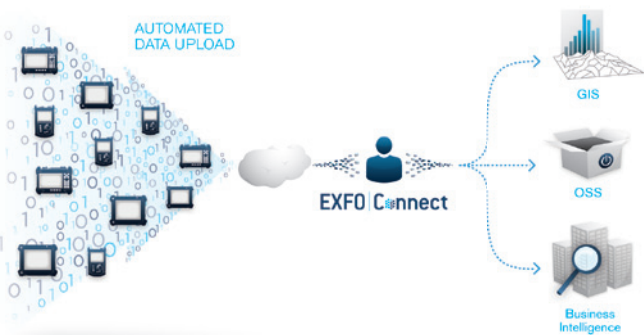 AUTOMATED
DATA UPLOAD
EXFO Connect
GIS
OSS
Business
Intelligence